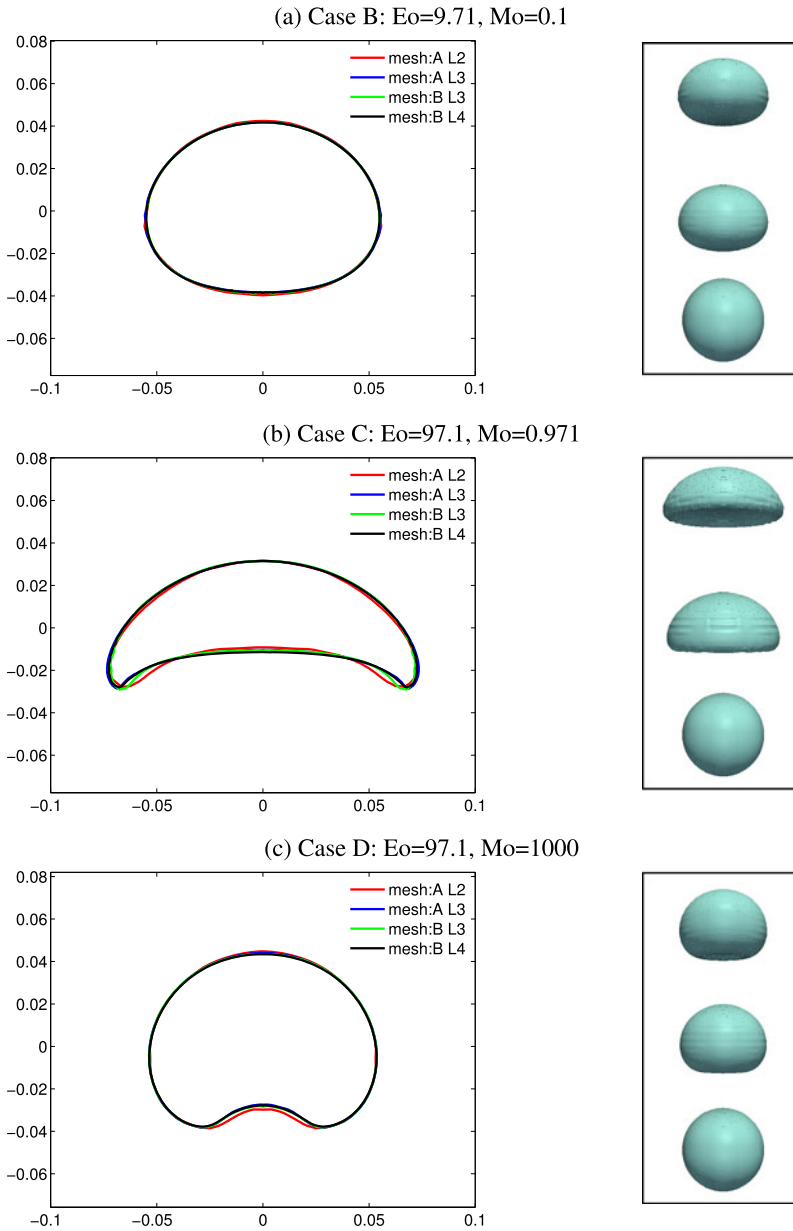 (a) Case B: Eo=9.71, Mo=0.1
0.08
0.06
0.04
0.02
0
−0.02
−0.04
−0.06
−0.1
−0.05
0
0.05
0.1
mesh:A L2
mesh:A L3
mesh:B L3
mesh:B L4
(b) Case C: Eo=97.1, Mo=0.971
0.08
0.06
0.04
0.02
0
−0.02
−0.04
−0.06
−0.1
−0.05
0
0.05
0.1
mesh:A L2
mesh:A L3
mesh:B L3
mesh:B L4
(c) Case D: Eo=97.1, Mo=1000
0.08
0.06
0.04
0.02
0
−0.02
−0.04
−0.06
−0.1
−0.05
0
0.05
0.1
mesh:A L2
mesh:A L3
mesh:B L3
mesh:B L4